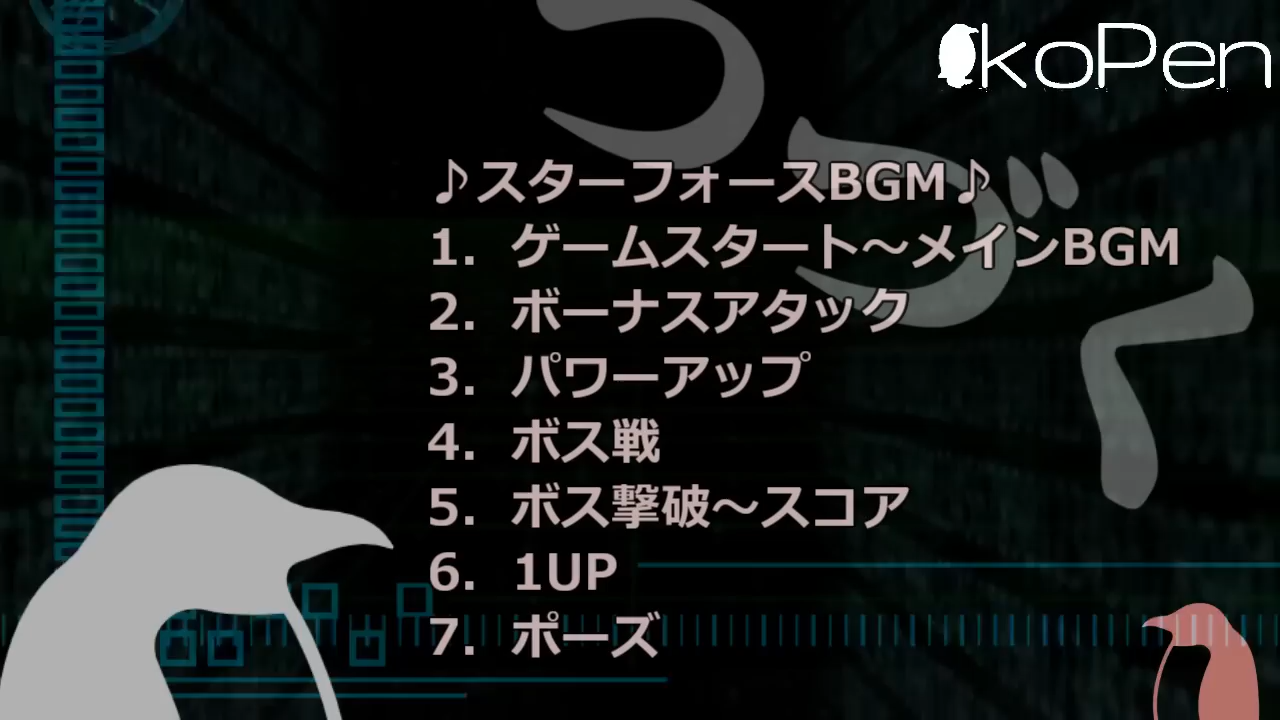 OkoPen
つづく
♪スターフォースBGM♪
1. ゲームスタート～メインBGM
2. ボーナスアタック
3. パワーアップ
4. ボス戦
5. ボス撃破～スコア
6. 1UP
7. ポーズ